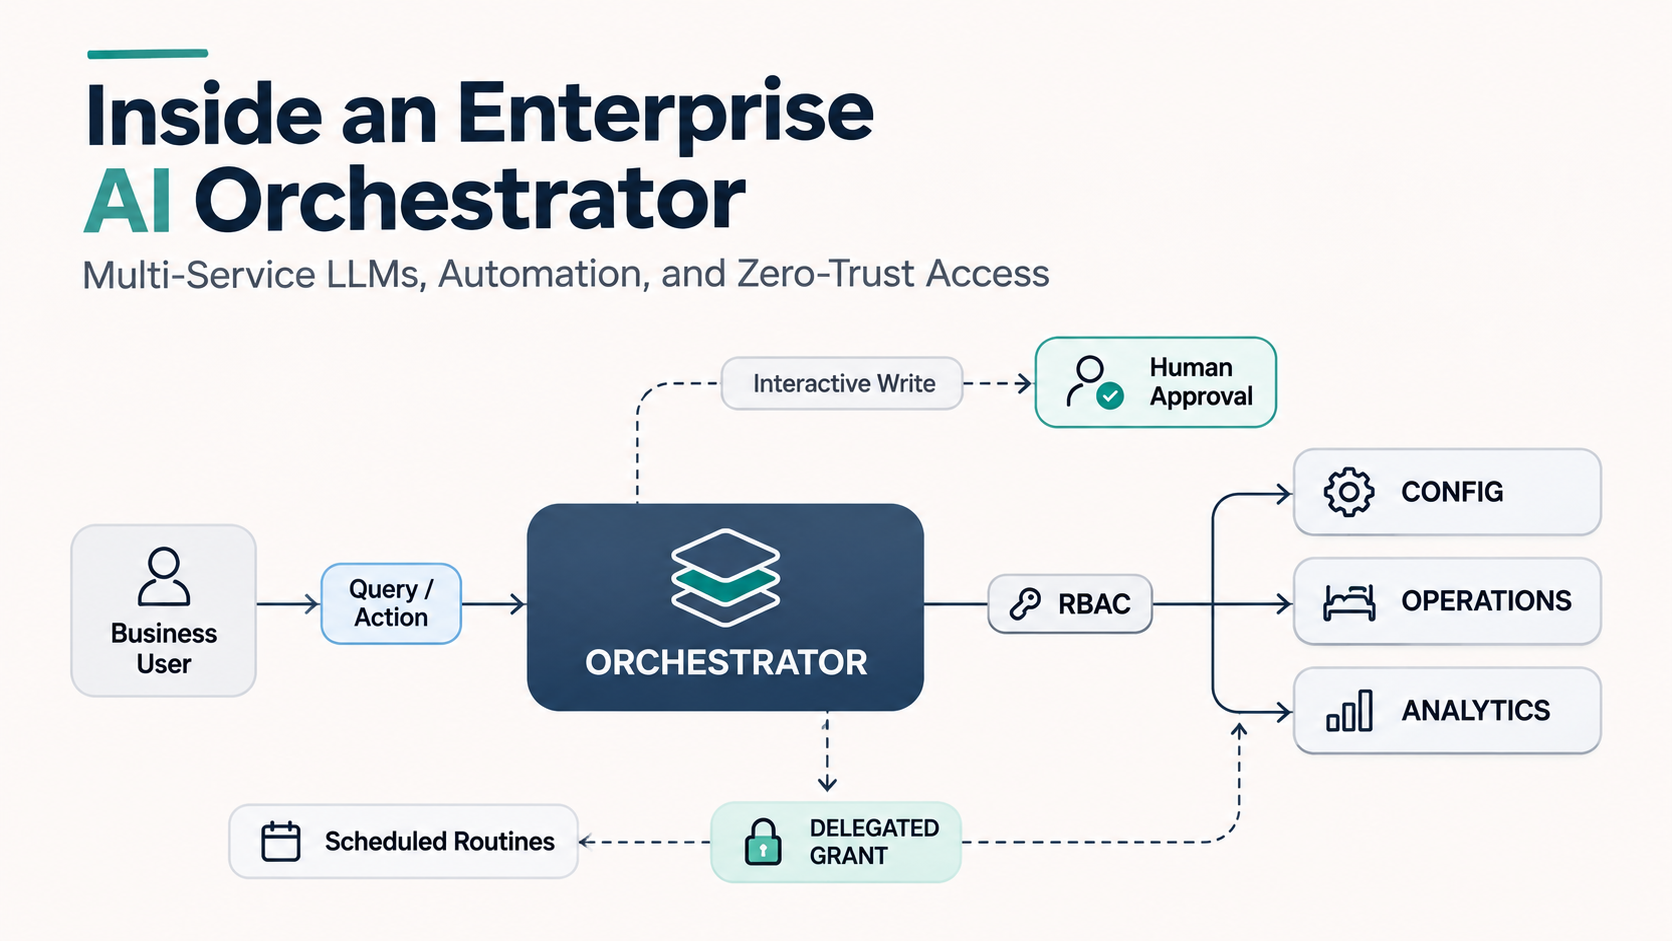 Inside an Enterprise
AI Orchestrator
Multi-Service LLMs, Automation, and Zero-Trust Access
Interactive Write
Human
Approval
Business
User
Query /
Action
ORCHESTRATOR
RBAC
CONFIG
OPERATIONS
ANALYTICS
Scheduled Routines
DELEGATED
GRANT